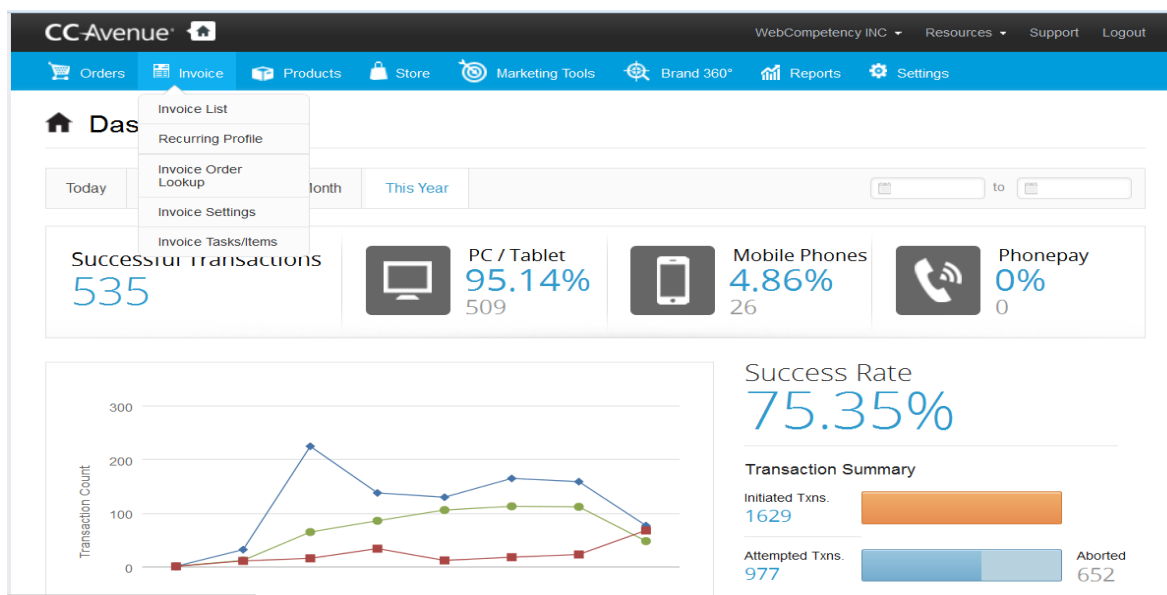 CCAvenue
WebCompetency INC Resources Support Logout
Orders Invoice Products Store Marketing Tools Brand 360° Reports Settings
Invoice List
Recurring Profile
Invoice Order
Lookup
Invoice Settings
Invoice Tasks/Items
Das
Today lonth This Year to
Successful Transactions
535
PC / Tablet
95.14%
509
Mobile Phones
4.86%
26
Phonepay
0%
0
300
200
100
0
Transaction Count
Success Rate
75.35%
Transaction Summary
Initiated Txns.
1629
Attempted Txns.
977
Aborted
652